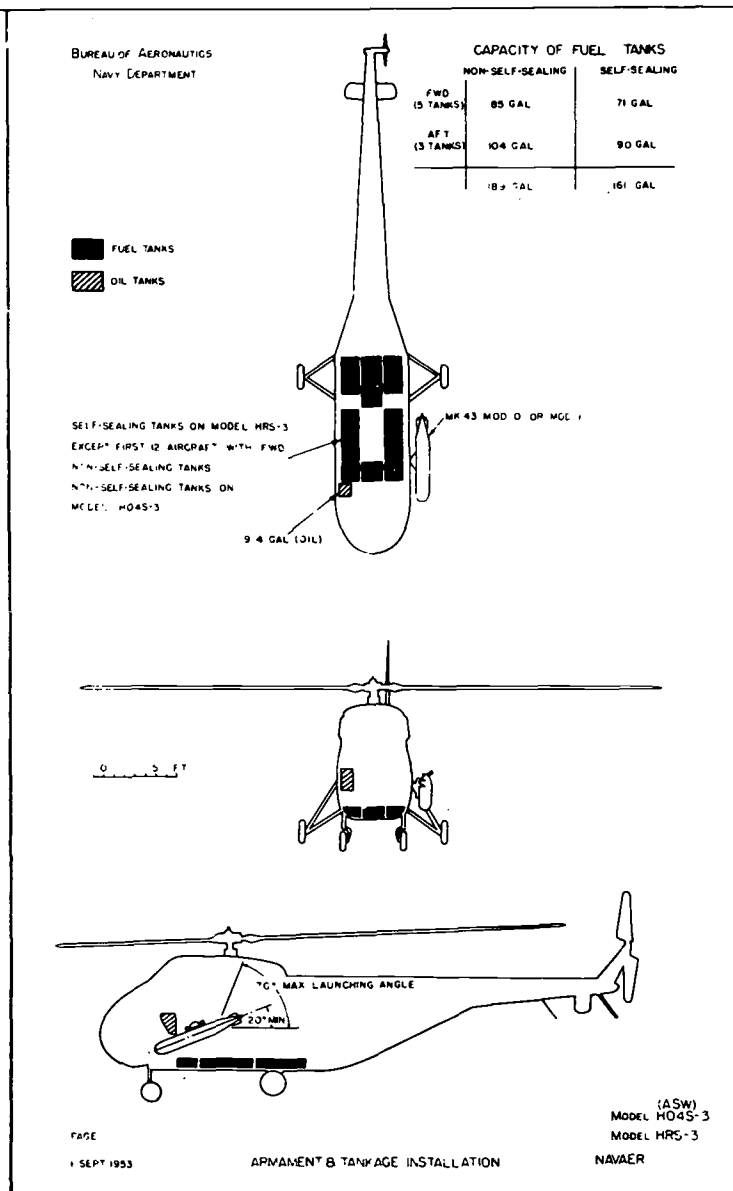 BUREAU OF AERONAUTICS
NAVY DEPARTMENT
CAPACITY OF FUEL TANKS
NON-SELF-SEALING SELF-SEALING
FWD
(5 TANKS) 85 GAL 71 GAL
AFT
(3 TANKS) 104 GAL 90 GAL
189 GAL 161 GAL
FUEL TANKS
OIL TANKS
SELF-SEALING TANKS ON MODEL HRS-3
EXCEPT FIRST 12 AIRCRAFT WITH FWD
NON-SELF-SEALING TANKS
NON-SELF-SEALING TANKS ON
MODEL HO4S-3
MK 43 MOD 0 OR MOD 1
9.4 GAL (OIL)
0 5 FT
70° MAX LAUNCHING ANGLE
20° MIN
(ASW)
MODEL HO4S-3
PAGE
MODEL HRS-3
1 SEPT 1953
ARMAMENT & TANKAGE INSTALLATION
NAVAER